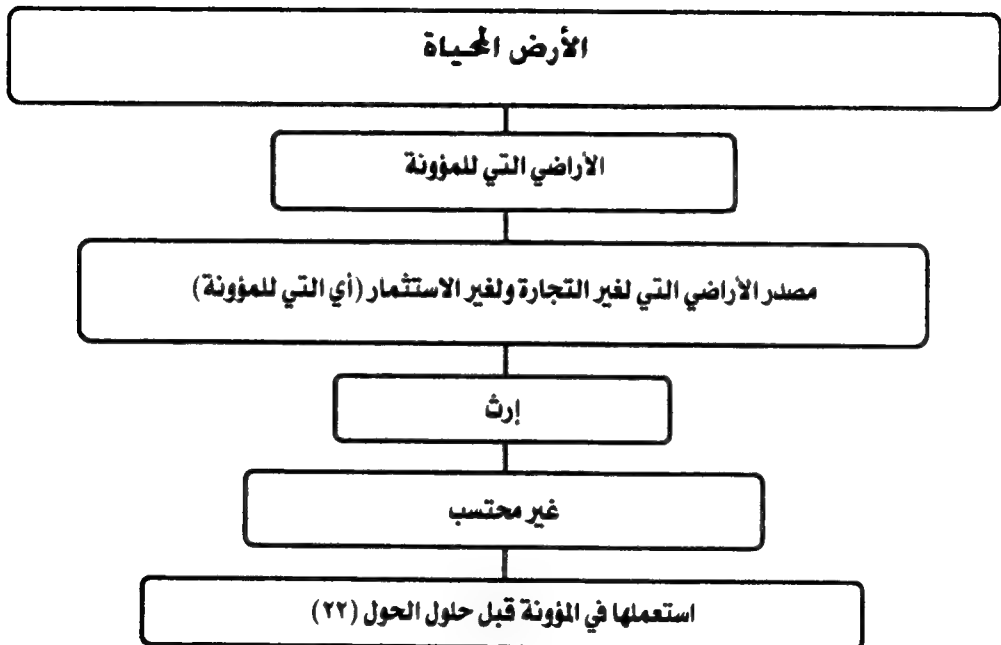 الأرض المحياة
الأراضي التي للمؤونة
مصدر الأراضي التي لغير التجارة ولغير الاستثمار (أي التي للمؤونة)
إرث
غير محتسب
استعملها في المؤونة قبل حلول الحول (٢٢)